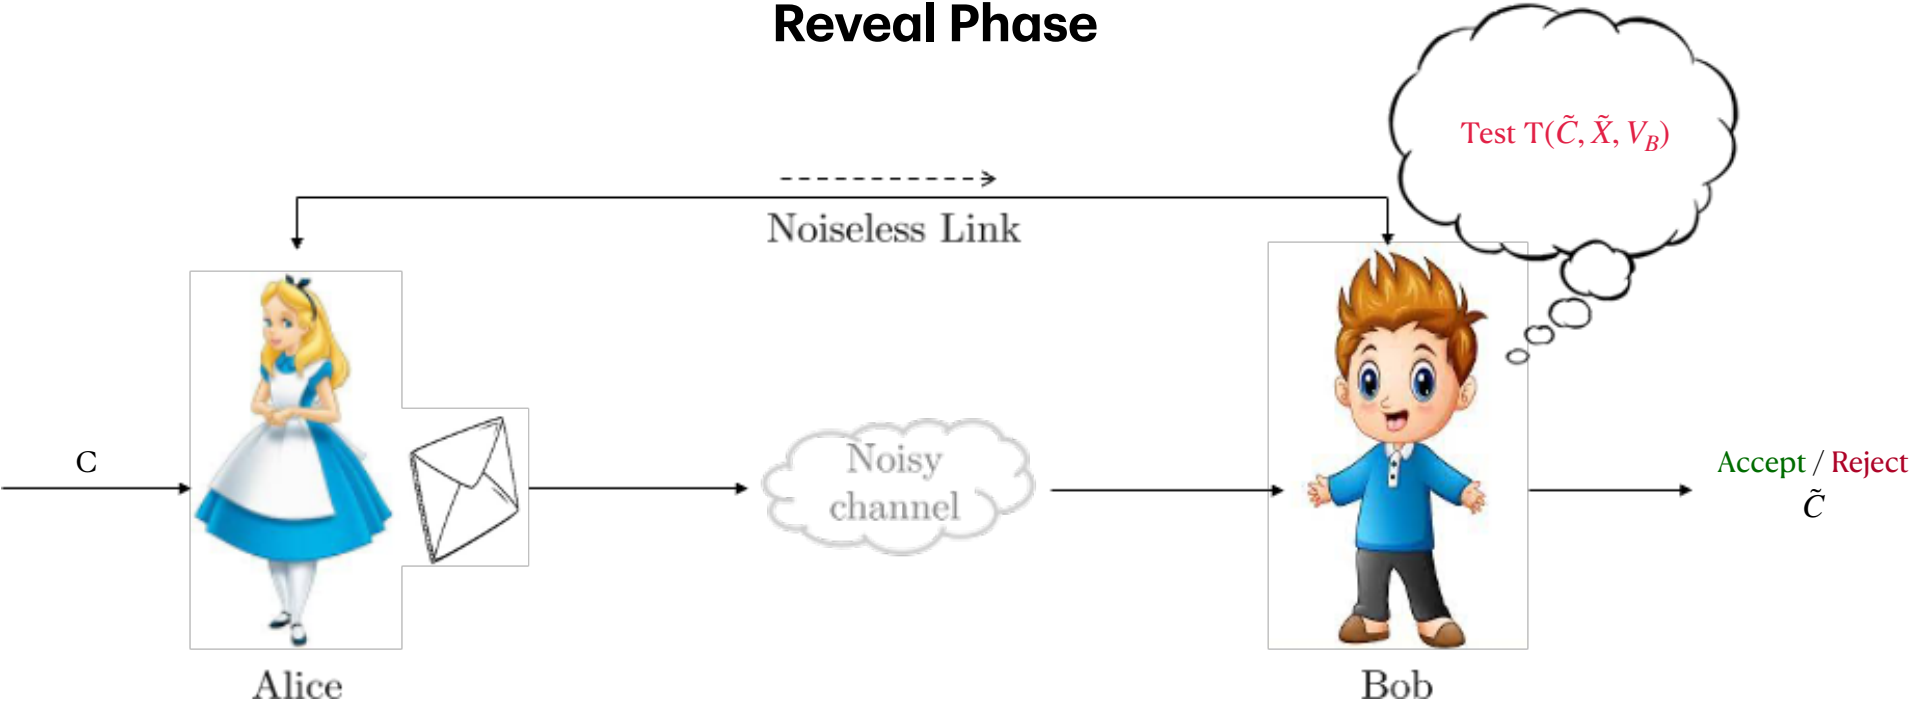 Reveal Phase
Test T(C̃, X̃, V_B)
Noiseless Link
C
Noisy
channel
Accept / Reject
C̃
Alice
Bob